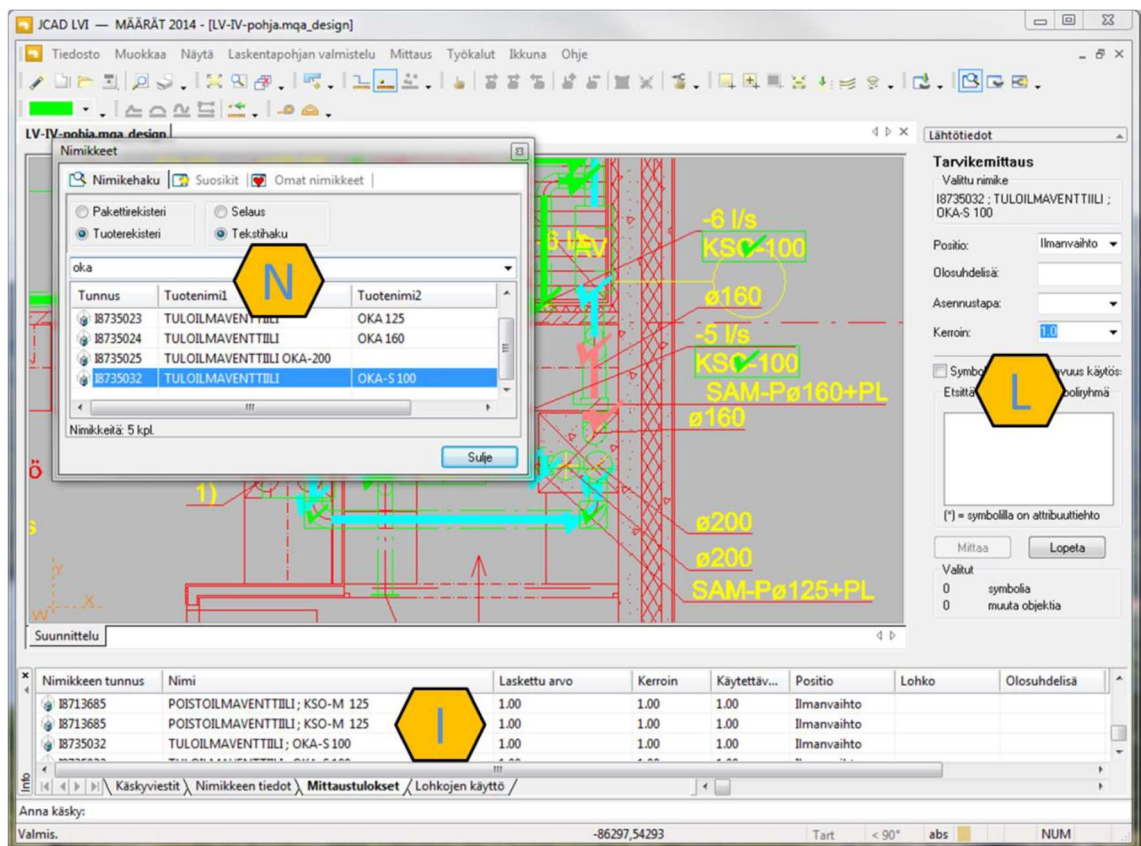 JCAD LVI — MÄÄRÄT 2014 - [LV-IV-pohja.mqa_design]
Tiedosto Muokkaa Näytä Laskentapohjan valmistelu Mittaus Työkalut Ikkuna Ohje
LV-IV-pohja.mqa_design
Nimikkeet
Nimikehaku Suosikit Omat nimikkeet
Pakettirekisteri Selaus
Tuoterekisteri Tekstihaku
oka
N
Tunnus Tuotenimi1 Tuotenimi2
I8735023 TULOILMAVENTTIILI OKA 125
I8735024 TULOILMAVENTTIILI OKA 160
I8735025 TULOILMAVENTTIILI OKA-200
I8735032 TULOILMAVENTTIILI OKA-S 100
Nimikkeitä: 5 kpl.
Sulje
-6 l/s
KSO-100
ø160
-5 l/s
KSO-100
SAM-Pø160+PL
ø160
Ö
1)
s
ø200
ø200
SAM-Pø125+PL
Y
X
W
Suunnittelu
Lähtötiedot
Tarvikemittaus
Valittu nimike
I8735032 ; TULOILMAVENTTIILI ;
OKA-S 100
Positio: Ilmanvaihto
Olosuhdelisä:
Asennustapa:
Kerroin: 1.0
L
(*) = symbolilla on attribuuttiehto
Mittaa Lopeta
Valitut
0 symbolia
0 muuta objektia
Nimikkeen tunnus Nimi Laskettu arvo Kerroin Käytettäv... Positio Lohko Olosuhdelisä
I8713685 POISTOILMAVENTTIILI ; KSO-M 125 1.00 1.00 1.00 Ilmanvaihto
I8713685 POISTOILMAVENTTIILI ; KSO-M 125 1.00 1.00 1.00 Ilmanvaihto
I8735032 TULOILMAVENTTIILI ; OKA-S 100 1.00 1.00 1.00 Ilmanvaihto
I
Info
Käskyviestit Nimikkeen tiedot Mittaustulokset Lohkojen käyttö
Anna käsky:
Valmis. -86297,54293 Tart < 90° abs NUM